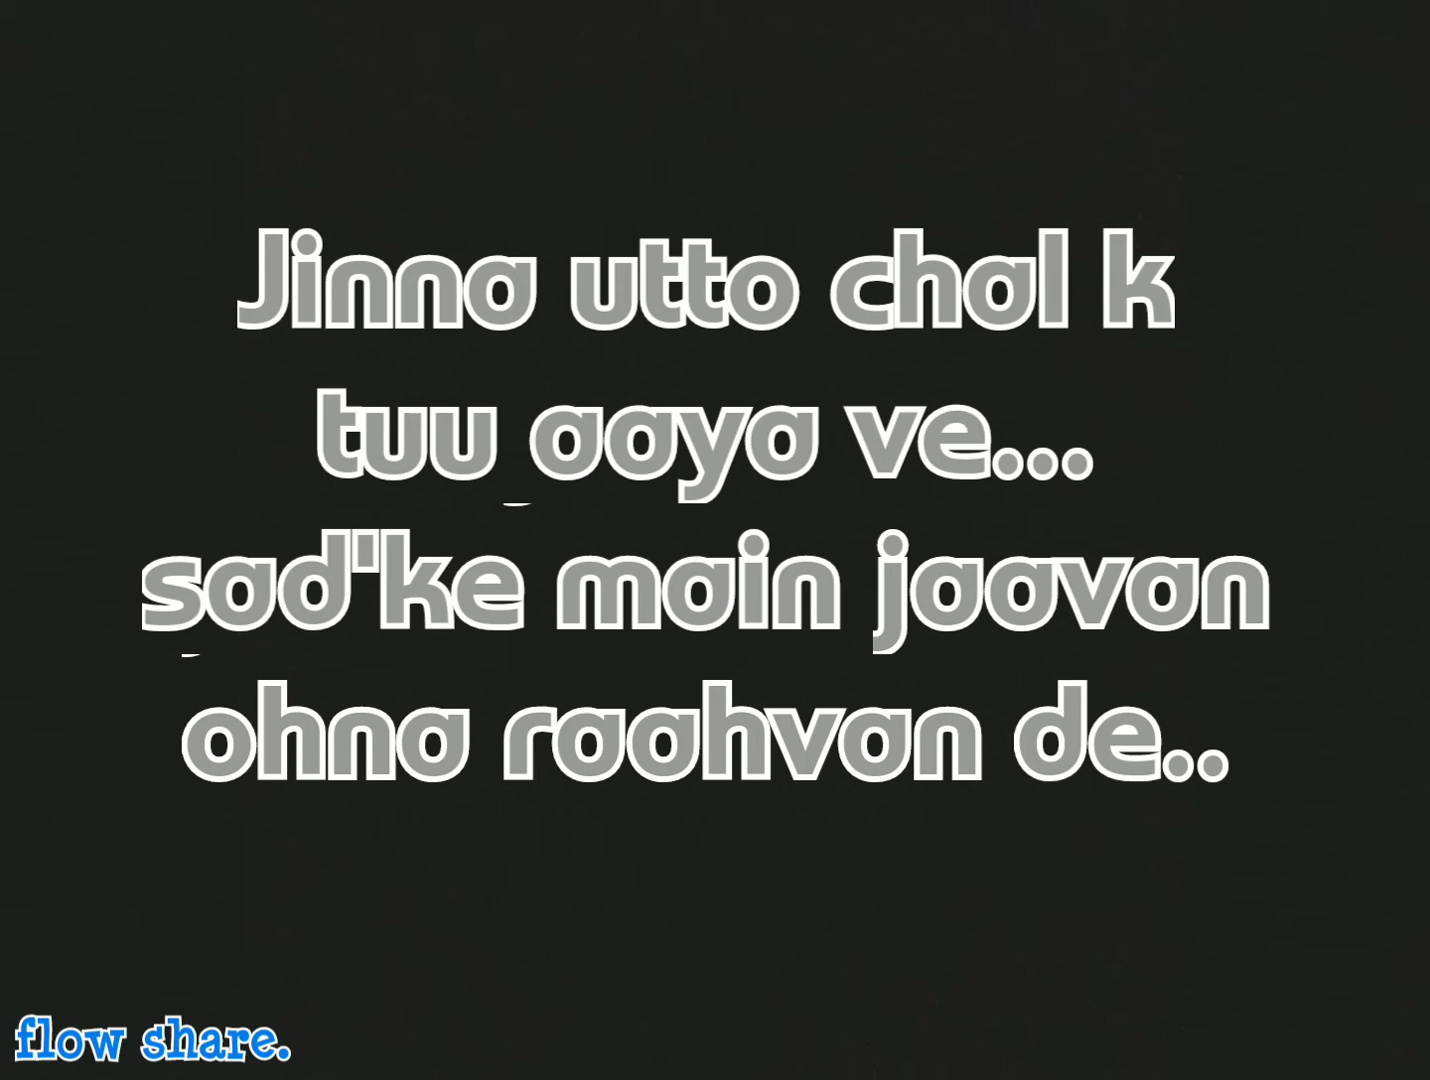 Jinna utto chal k
tuu aaya ve...
sad'ke main jaavan
ohna raahvan de..
flow share.